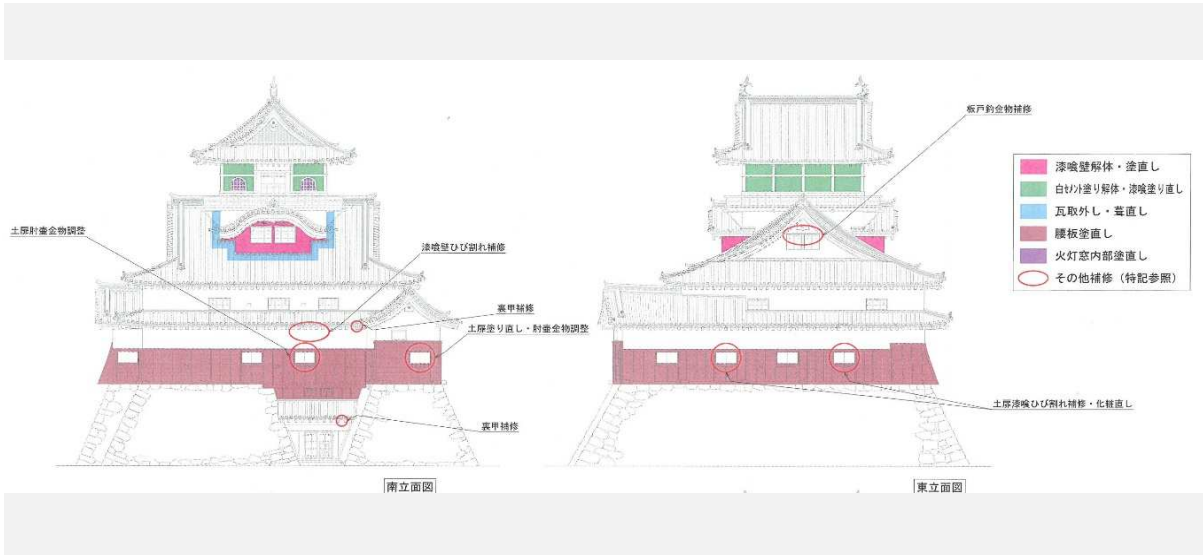 板戸釣金物補修
漆喰壁解体・塗直し
白ｾﾒﾝﾄ塗り解体・漆喰塗り直し
瓦取外し・葺直し
腰板塗直し
火灯窓内部塗直し
その他補修（特記参照）
土扉肘壷金物調整
漆喰壁ひび割れ補修
裏甲補修
土扉塗り直し・肘壷金物調整
裏甲補修
土扉漆喰ひび割れ補修・化粧直し
南立面図
東立面図